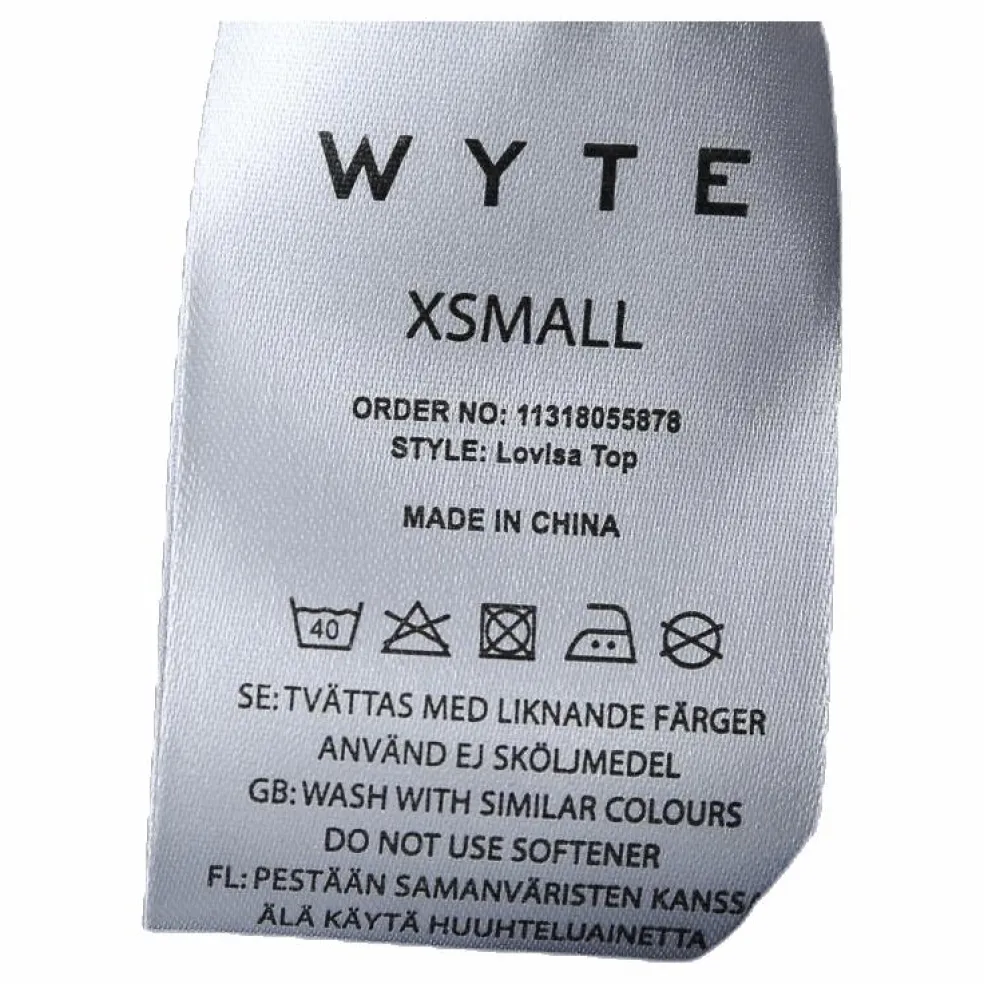 WYTE
XSMALL
ORDER NO: 11318055878
STYLE: Lovisa Top
MADE IN CHINA
40
SE: TVÄTTAS MED LIKNANDE FÄRGER
ANVÄND EJ SKÖLJMEDEL
GB: WASH WITH SIMILAR COLOURS
DO NOT USE SOFTENER
FL: PESTÄÄN SAMANVÄRISTEN KANSSA
ÄLÄ KÄYTÄ HUUHTELUAINETTA